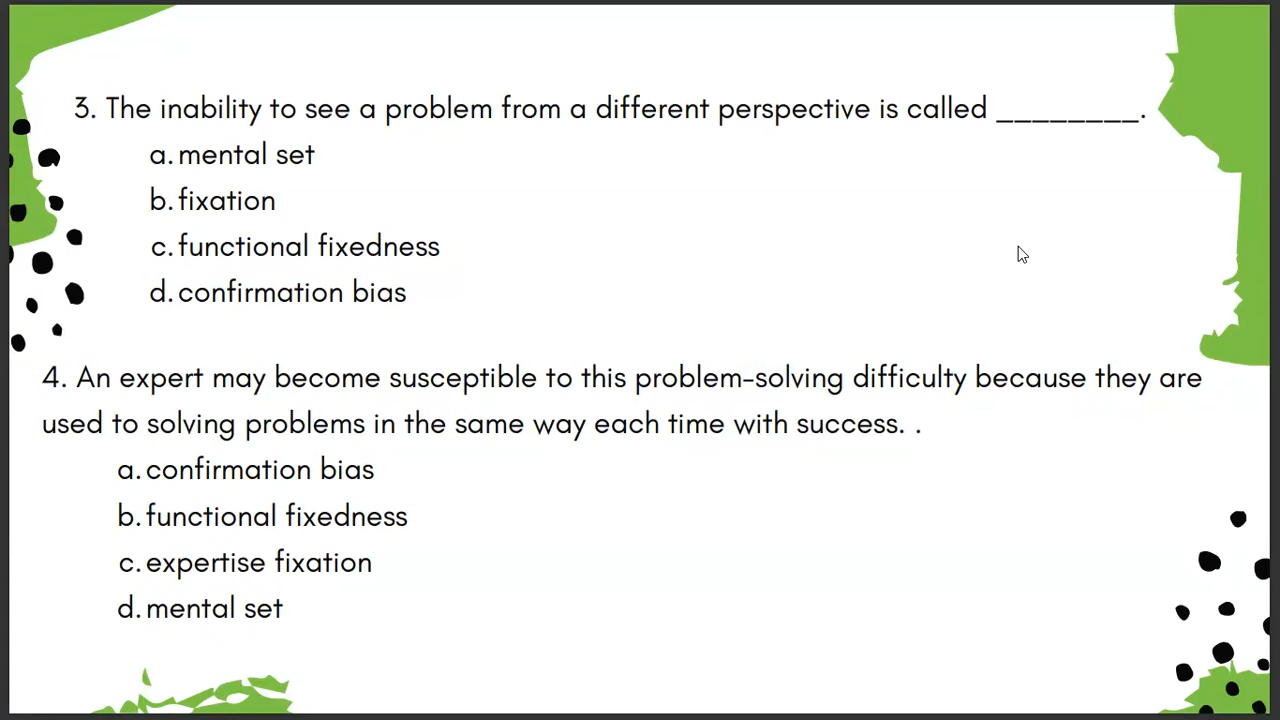 3. The inability to see a problem from a different perspective is called ________.
a. mental set
b. fixation
c. functional fixedness
d. confirmation bias
4. An expert may become susceptible to this problem-solving difficulty because they are
used to solving problems in the same way each time with success. .
a. confirmation bias
b. functional fixedness
c. expertise fixation
d. mental set